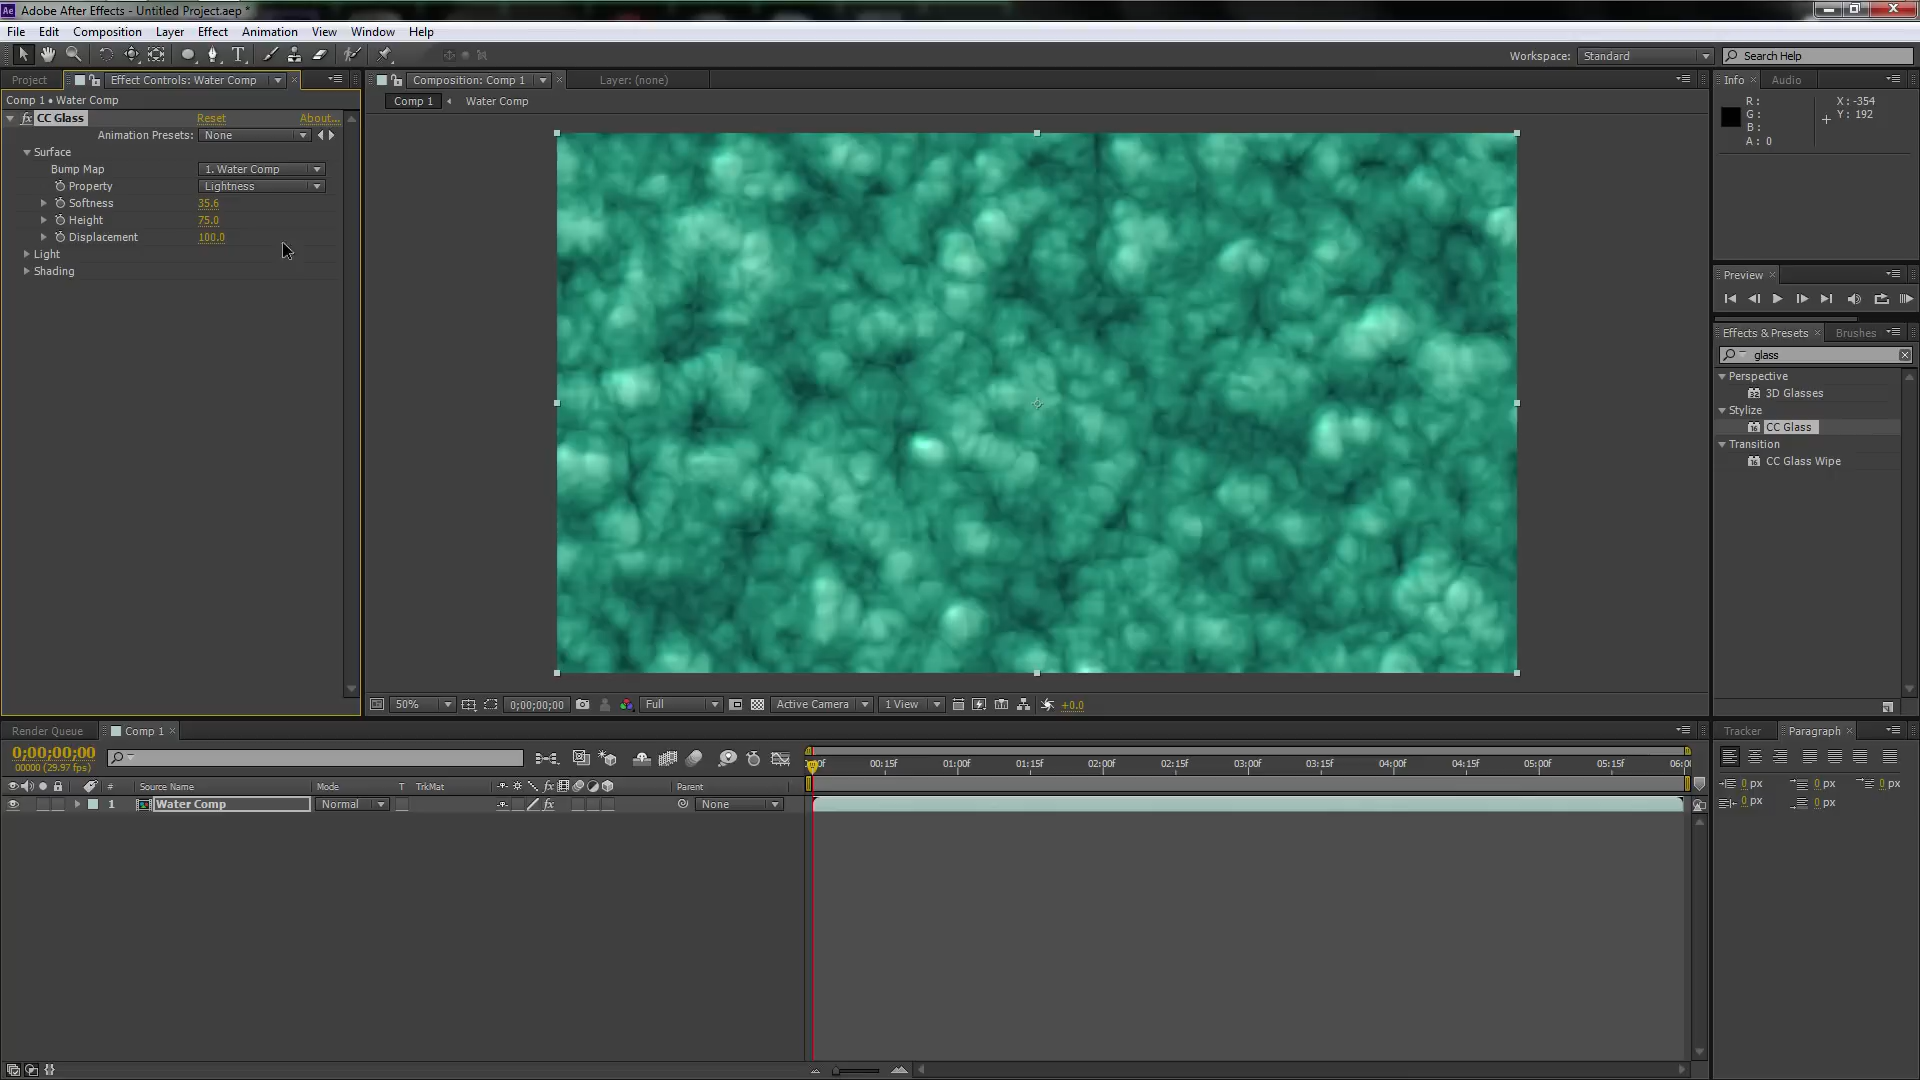 Adobe After Effects - Untitled Project.aep *
File Edit Composition Layer Effect Animation View Window Help
Workspace: Standard Search Help
Project Effect Controls: Water Comp Composition: Comp 1 Layer: (none) Info Audio
Comp 1 • Water Comp
Comp 1 Water Comp
R: X: -354
G: Y: 192
B:
A: 0
fx CC Glass Reset About...
Animation Presets: None
Surface
Bump Map 1. Water Comp
Property Lightness
Softness 35.6
Height 75.0
Displacement 100.0
Light
Shading
Preview
Effects & Presets Brushes
glass
Perspective
3D Glasses
Stylize
CC Glass
Transition
CC Glass Wipe
50% 0;00;00;00 Full Active Camera 1 View +0.0
Render Queue Comp 1 Tracker Paragraph
0;00;00;00
00000 (29.97 fps)
00:15f 01:00f 01:15f 02:00f 02:15f 03:00f 03:15f 04:00f 04:15f 05:00f 05:15f 06:00
# Source Name Mode T TrkMat fx Parent
1 Water Comp Normal fx None
0 px 0 px 0 px
0 px 0 px